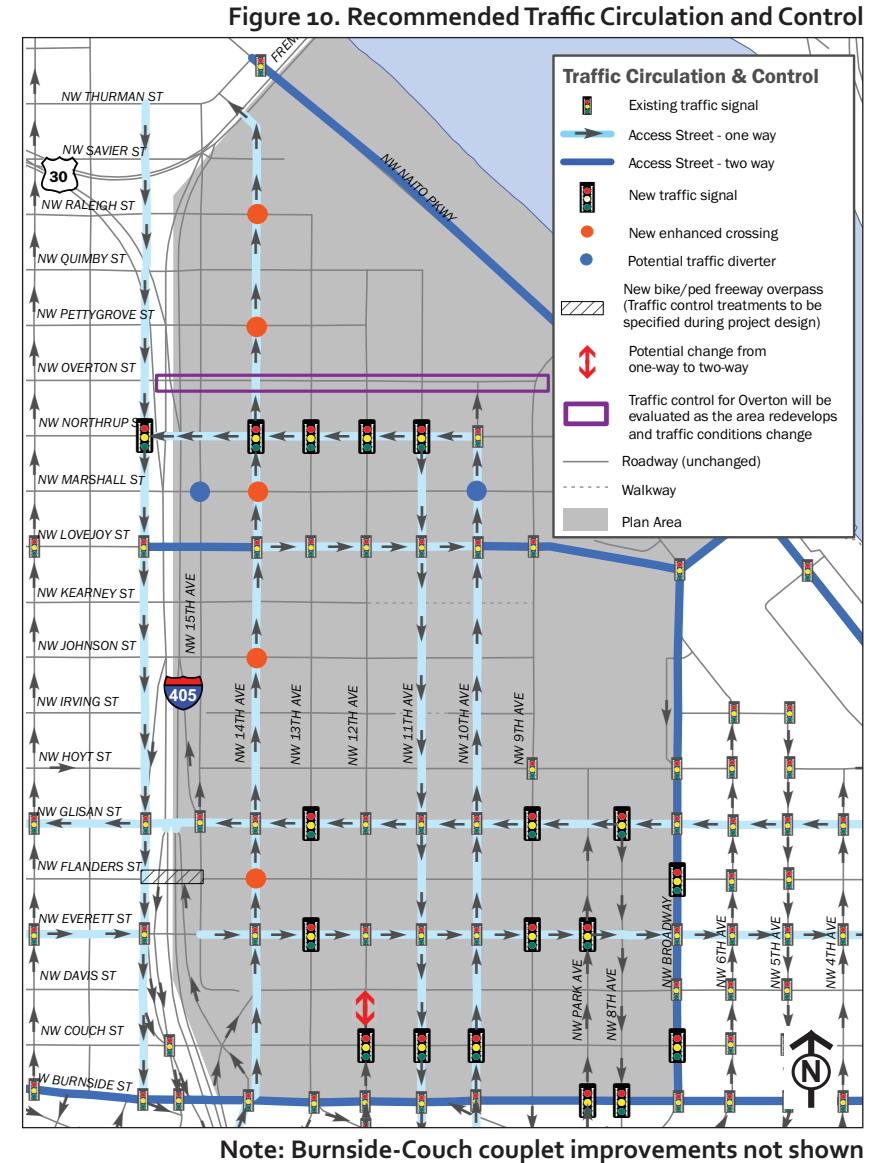 Figure 10. Recommended Traffic Circulation and Control
Traffic Circulation & Control
Existing traffic signal
Access Street - one way
Access Street - two way
New traffic signal
New enhanced crossing
Potential traffic diverter
New bike/ped freeway overpass
(Traffic control treatments to be
specified during project design)
Potential change from
one-way to two-way
Traffic control for Overton will be
evaluated as the area redevelops
and traffic conditions change
Roadway (unchanged)
Walkway
Plan Area
NW THURMAN ST
NW SAVIER ST
30
NW RALEIGH ST
NW QUIMBY ST
NW PETTYGROVE ST
NW OVERTON ST
NW NORTHRUP S
NW MARSHALL ST
NW LOVEJOY ST
NW KEARNEY ST
NW JOHNSON ST
NW IRVING ST
NW HOYT ST
NW GLISAN ST
NW FLANDERS ST
NW EVERETT ST
NW DAVIS ST
NW COUCH ST
W BURNSIDE ST
FREM
NW NAITO PKWY
405
NW 15TH AVE
NW 14TH AVE
NW 13TH AVE
NW 12TH AVE
NW 11TH AVE
NW 10TH AVE
NW 9TH AVE
NW PARK AVE
NW 8TH AVE
NW BROADWAY
NW 6TH AVE
NW 5TH AVE
NW 4TH AVE
N
Note: Burnside-Couch couplet improvements not shown